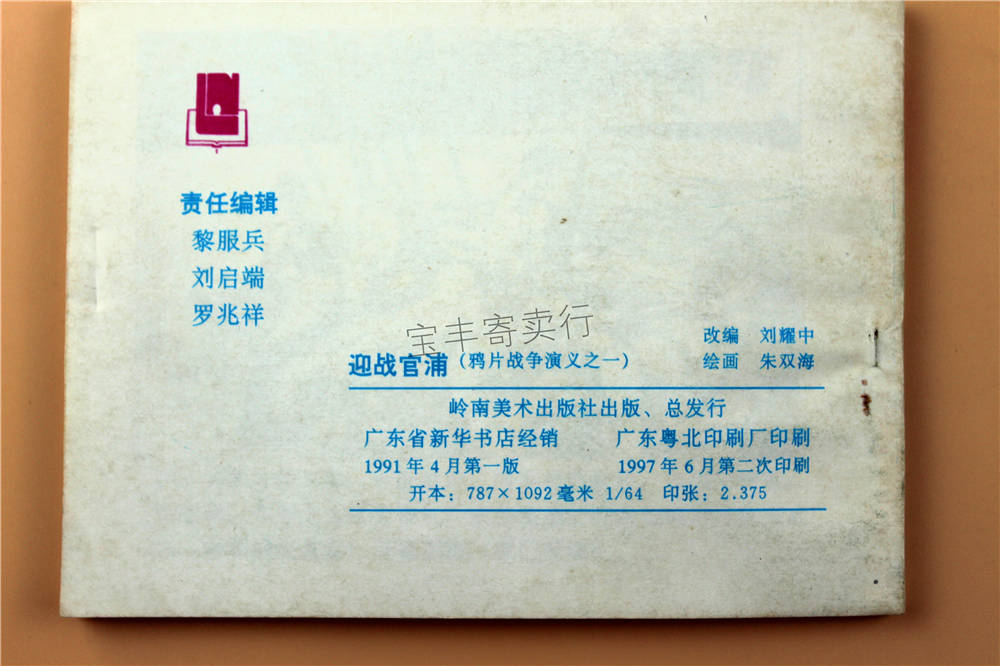 责任编辑
黎服兵
刘启端
罗兆祥
宝丰寄卖行
改编 刘耀中
迎战官浦(鸦片战争演义之一) 绘画 朱双海
岭南美术出版社出版、总发行
广东省新华书店经销 广东粤北印刷厂印刷
1991年4月第一版 1997年6月第二次印刷
开本:787×1092毫米 1/64 印张:2.375